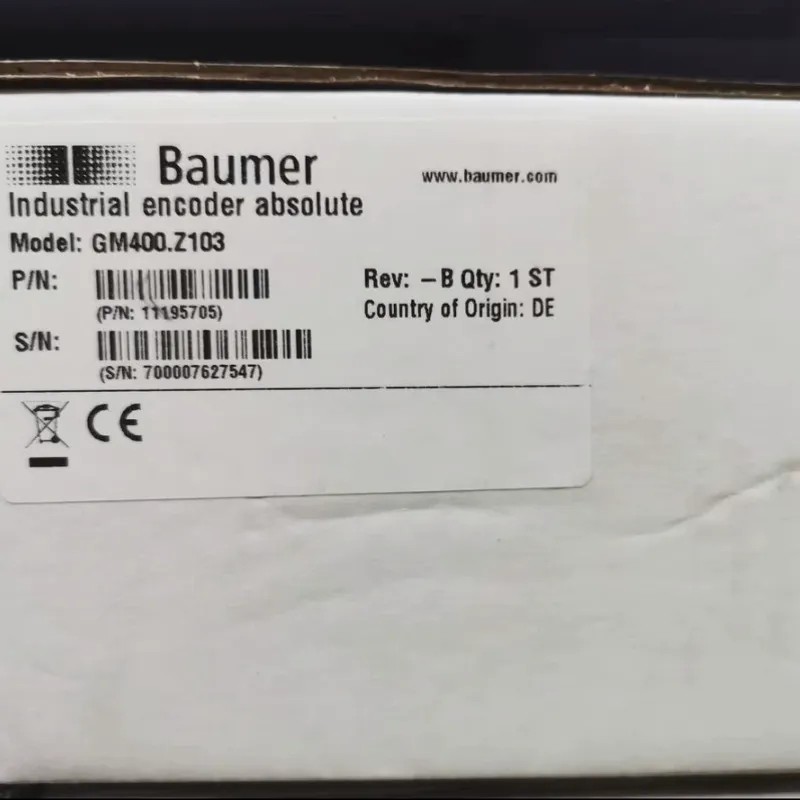 Baumer
www.baumer.com
Industrial encoder absolute
Model: GM400.Z103
P/N:
(P/N: 11195705)
Rev: –B Qty: 1 ST
Country of Origin: DE
S/N:
(S/N: 700007627547)
CE